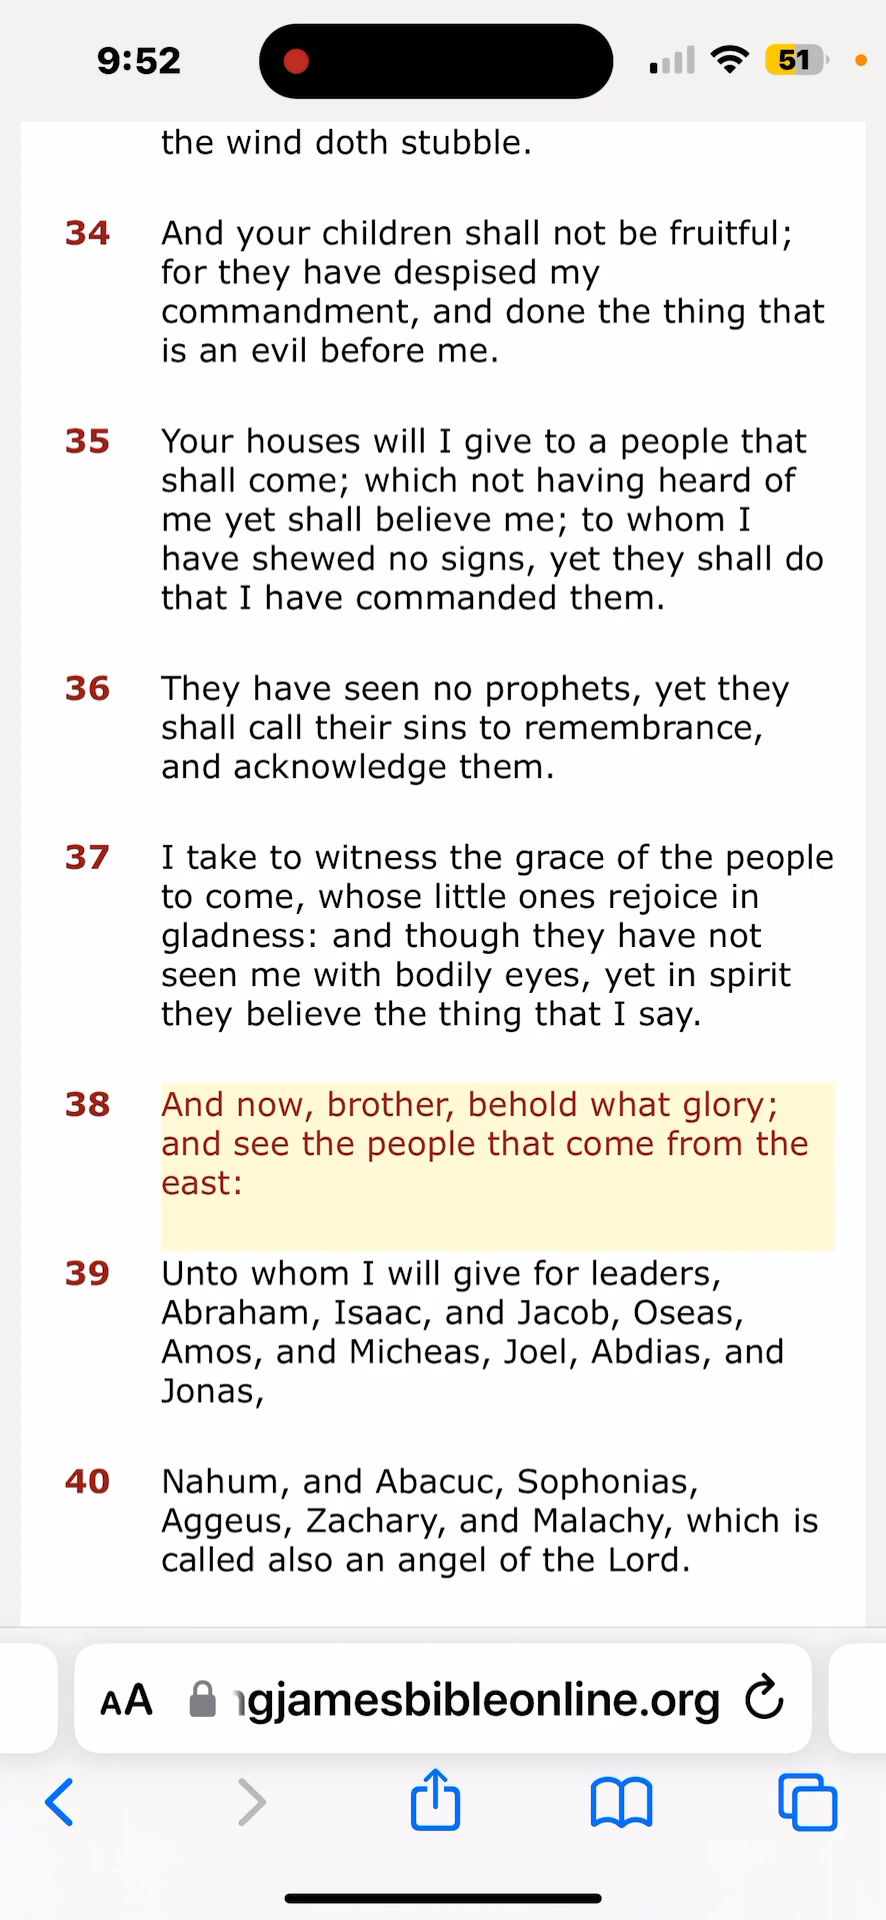 9:52
51
the wind doth stubble.
34 And your children shall not be fruitful;
for they have despised my
commandment, and done the thing that
is an evil before me.
35 Your houses will I give to a people that
shall come; which not having heard of
me yet shall believe me; to whom I
have shewed no signs, yet they shall do
that I have commanded them.
36 They have seen no prophets, yet they
shall call their sins to remembrance,
and acknowledge them.
37 I take to witness the grace of the people
to come, whose little ones rejoice in
gladness: and though they have not
seen me with bodily eyes, yet in spirit
they believe the thing that I say.
38 And now, brother, behold what glory;
and see the people that come from the
east:
39 Unto whom I will give for leaders,
Abraham, Isaac, and Jacob, Oseas,
Amos, and Micheas, Joel, Abdias, and
Jonas,
40 Nahum, and Abacuc, Sophonias,
Aggeus, Zachary, and Malachy, which is
called also an angel of the Lord.
AA ngjamesbibleonline.org